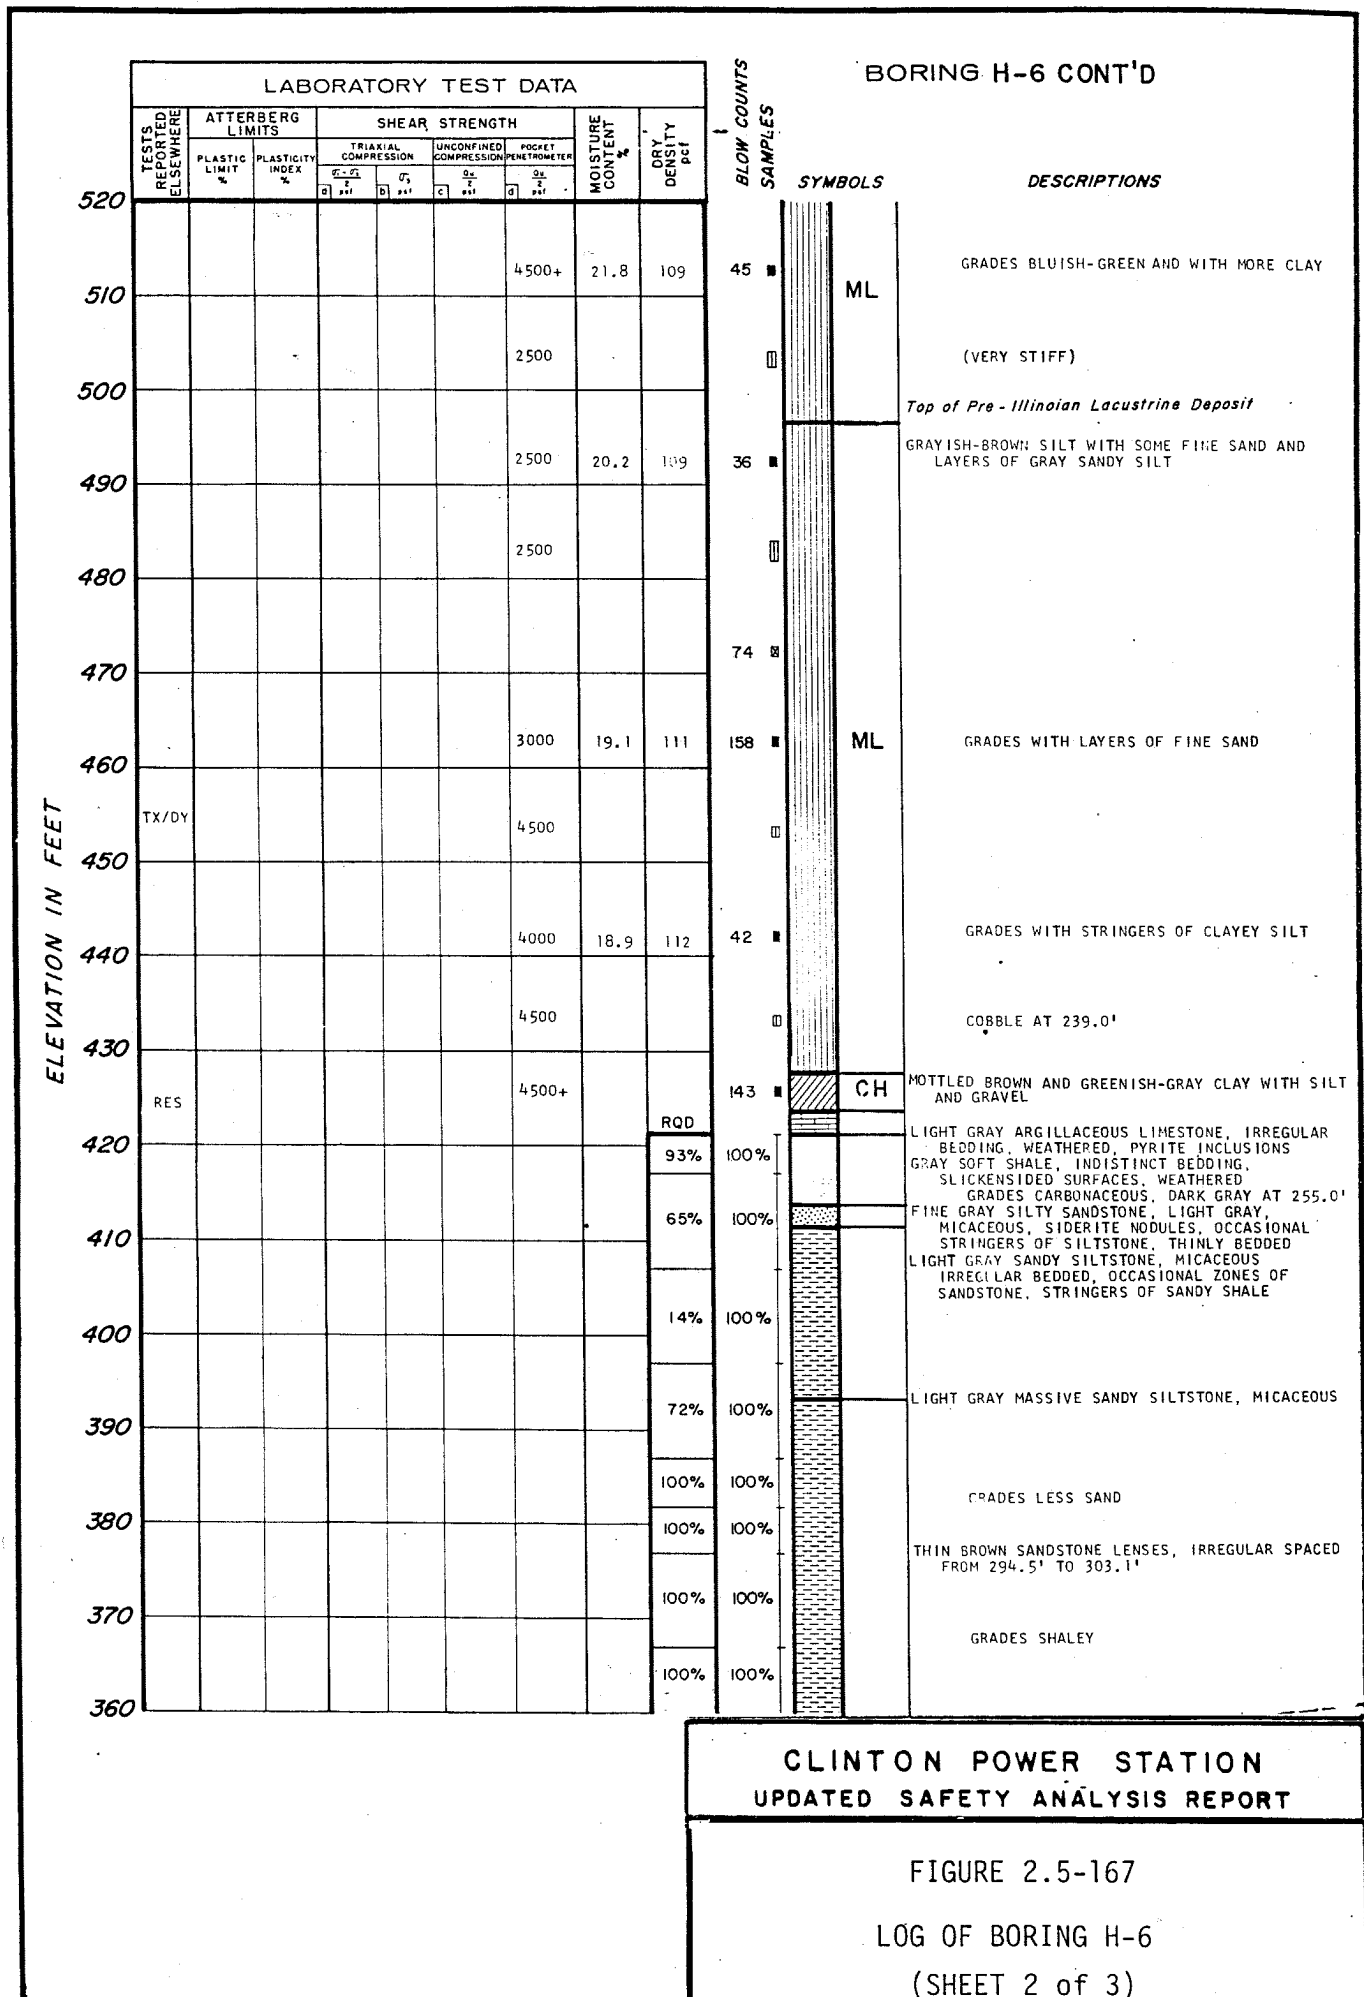 BORING H-6 CONT'D
LABORATORY TEST DATA
TESTS REPORTED ELSEWHERE
ATTERBERG LIMITS
PLASTIC LIMIT %
PLASTICITY INDEX %
SHEAR STRENGTH
TRIAXIAL COMPRESSION
UNCONFINED COMPRESSION
POCKET PENETROMETER
a
psf
b
psf
c
psf
d
psf
MOISTURE CONTENT %
DRY DENSITY pcf
BLOW COUNTS
SAMPLES
SYMBOLS
DESCRIPTIONS
ELEVATION IN FEET
520
4500+ 21.8 109 45 GRADES BLUISH-GREEN AND WITH MORE CLAY
510 ML
2500 (VERY STIFF)
500
Top of Pre-Illinoian Lacustrine Deposit
GRAYISH-BROWN SILT WITH SOME FINE SAND AND
LAYERS OF GRAY SANDY SILT
2500 20.2 109 36
490
2500
480
74
470
3000 19.1 111 158 ML GRADES WITH LAYERS OF FINE SAND
460
TX/DY 4500
450
4000 18.9 112 42 GRADES WITH STRINGERS OF CLAYEY SILT
440
4500 COBBLE AT 239.0'
430
RES 4500+ 143 CH MOTTLED BROWN AND GREENISH-GRAY CLAY WITH SILT
AND GRAVEL
RQD
LIGHT GRAY ARGILLACEOUS LIMESTONE, IRREGULAR
BEDDING, WEATHERED, PYRITE INCLUSIONS
420
93% 100%
GRAY SOFT SHALE, INDISTINCT BEDDING,
SLICKENSIDED SURFACES, WEATHERED
GRADES CARBONACEOUS, DARK GRAY AT 255.0'
65% 100%
FINE GRAY SILTY SANDSTONE, LIGHT GRAY,
MICACEOUS, SIDERITE NODULES, OCCASIONAL
STRINGERS OF SILTSTONE, THINLY BEDDED
410
LIGHT GRAY SANDY SILTSTONE, MICACEOUS
IRREGULAR BEDDED, OCCASIONAL ZONES OF
SANDSTONE, STRINGERS OF SANDY SHALE
14% 100%
400
LIGHT GRAY MASSIVE SANDY SILTSTONE, MICACEOUS
72% 100%
390
100% 100%
GRADES LESS SAND
380
100% 100%
THIN BROWN SANDSTONE LENSES, IRREGULAR SPACED
FROM 294.5' TO 303.1'
100% 100%
370
GRADES SHALEY
100% 100%
360
CLINTON POWER STATION
UPDATED SAFETY ANALYSIS REPORT
FIGURE 2.5-167
LOG OF BORING H-6
(SHEET 2 of 3)